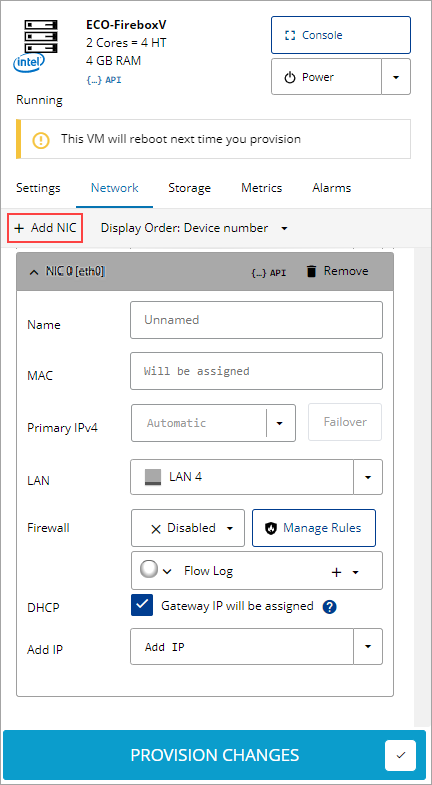 ECO-FireboxV
2 Cores = 4 HT
4 GB RAM
intel
{...} API
Console
Power
Running
This VM will reboot next time you provision
Settings Network Storage Metrics Alarms
+ Add NIC Display Order: Device number
NIC 0 [eth0] {...} API Remove
Name Unnamed
MAC Will be assigned
Primary IPv4 Automatic Failover
LAN LAN 4
Firewall Disabled Manage Rules
Flow Log +
DHCP Gateway IP will be assigned ?
Add IP Add IP
PROVISION CHANGES